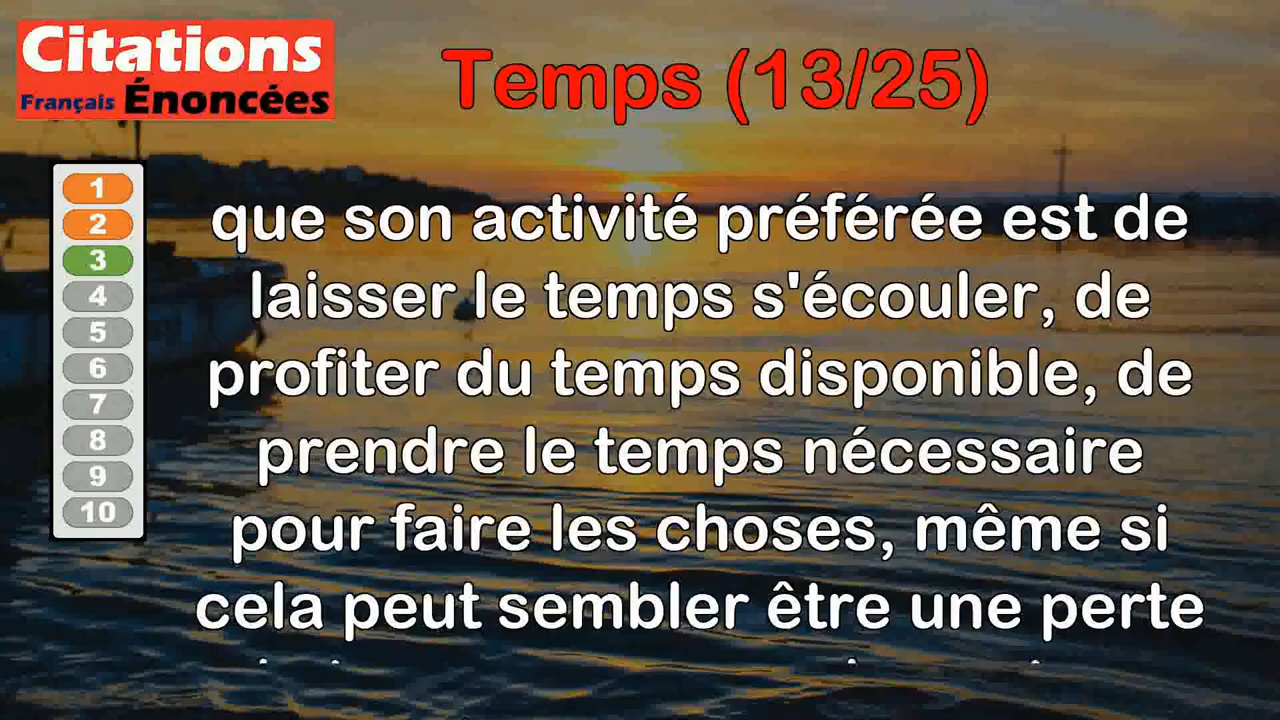 Citations
Français Énoncées
Temps (13/25)
1
2
3
4
5
6
7
8
9
10
que son activité préférée est de
laisser le temps s'écouler, de
profiter du temps disponible, de
prendre le temps nécessaire
pour faire les choses, même si
cela peut sembler être une perte